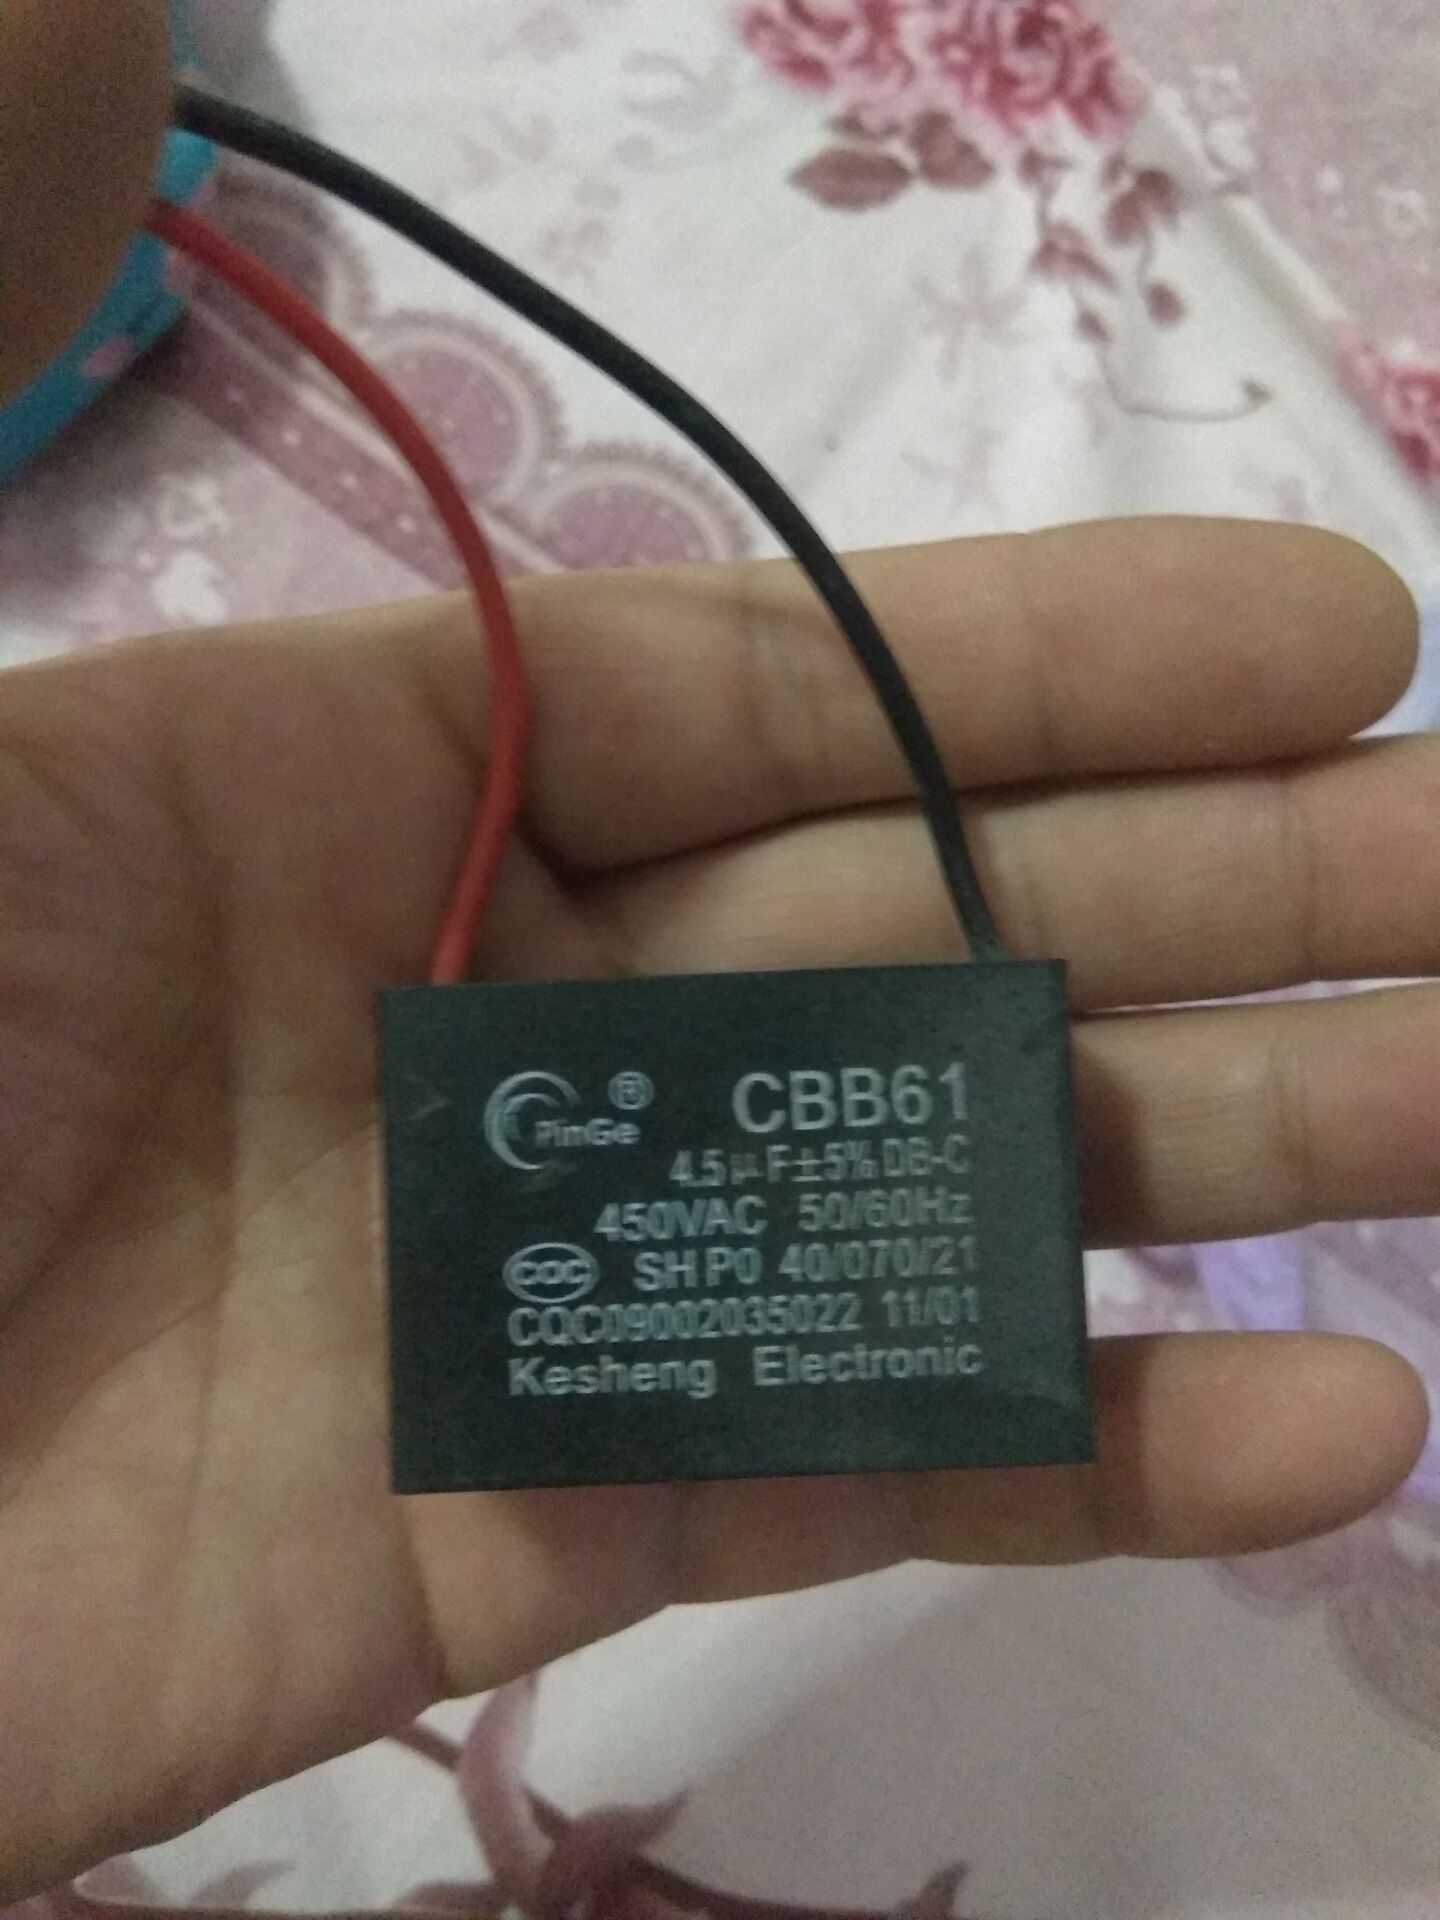 PinGe ® CBB61
4.5μF±5% DB-C
450VAC 50/60Hz
CQC SH P0 40/070/21
CQC09002035022 11/01
Kesheng Electronic